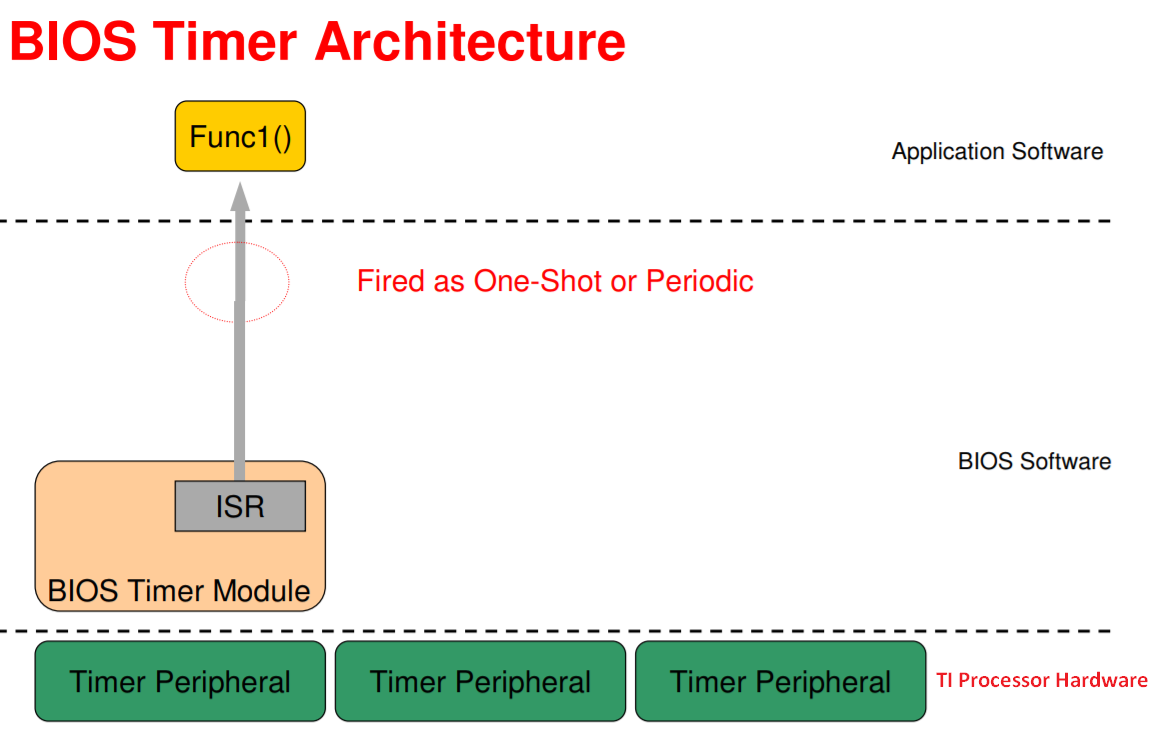 BIOS Timer Architecture
Func1()
Application Software
Fired as One-Shot or Periodic
BIOS Software
ISR
BIOS Timer Module
Timer Peripheral
Timer Peripheral
Timer Peripheral
TI Processor Hardware